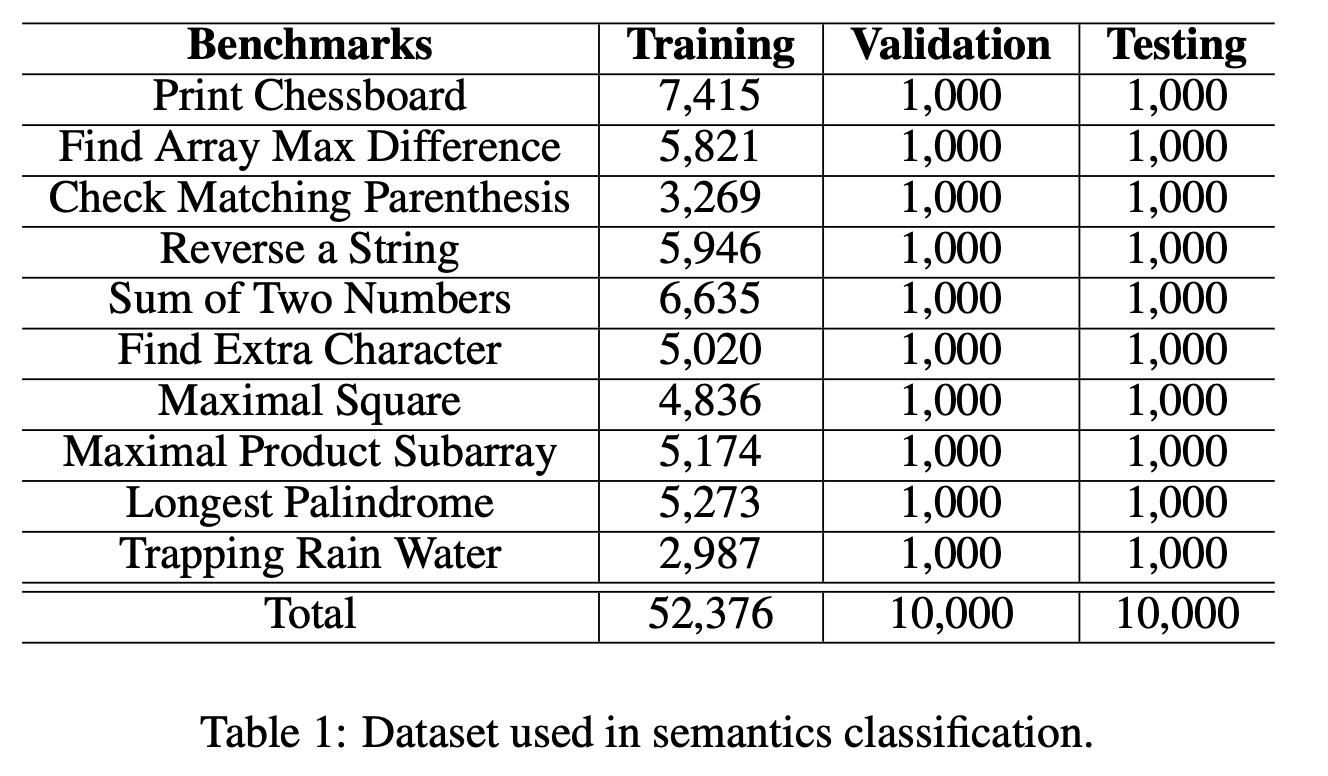 Benchmarks Training Validation Testing
Print Chessboard 7,415 1,000 1,000
Find Array Max Difference 5,821 1,000 1,000
Check Matching Parenthesis 3,269 1,000 1,000
Reverse a String 5,946 1,000 1,000
Sum of Two Numbers 6,635 1,000 1,000
Find Extra Character 5,020 1,000 1,000
Maximal Square 4,836 1,000 1,000
Maximal Product Subarray 5,174 1,000 1,000
Longest Palindrome 5,273 1,000 1,000
Trapping Rain Water 2,987 1,000 1,000
Total 52,376 10,000 10,000
Table 1: Dataset used in semantics classification.